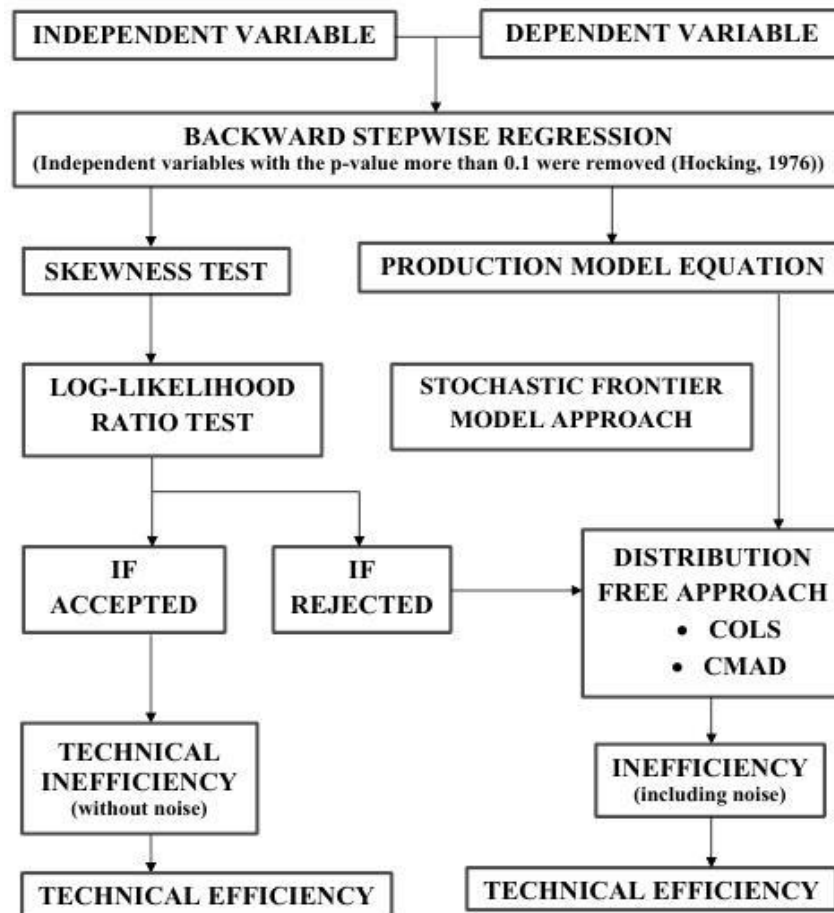 INDEPENDENT VARIABLE
DEPENDENT VARIABLE
BACKWARD STEPWISE REGRESSION
(Independent variables with the p-value more than 0.1 were removed (Hocking, 1976))
SKEWNESS TEST
PRODUCTION MODEL EQUATION
LOG-LIKELIHOOD
RATIO TEST
STOCHASTIC FRONTIER
MODEL APPROACH
IF
ACCEPTED
IF
REJECTED
DISTRIBUTION
FREE APPROACH
• COLS
• CMAD
TECHNICAL
INEFFICIENCY
(without noise)
INEFFICIENCY
(including noise)
TECHNICAL EFFICIENCY
TECHNICAL EFFICIENCY